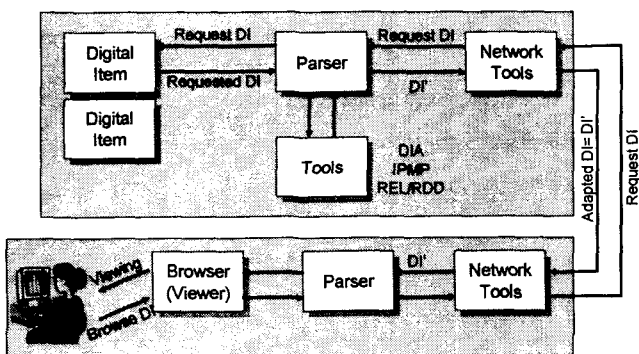 Request DI
Request DI
Digital
Item
Parser
Network
Tools
Requested DI
DI'
Digital
Item
Tools
DIA
IPMP
REL/RDD
Adapted DI= DI'
Request DI
Viewing
Browser
(Viewer)
Parser
DI'
Network
Tools
Browse DI